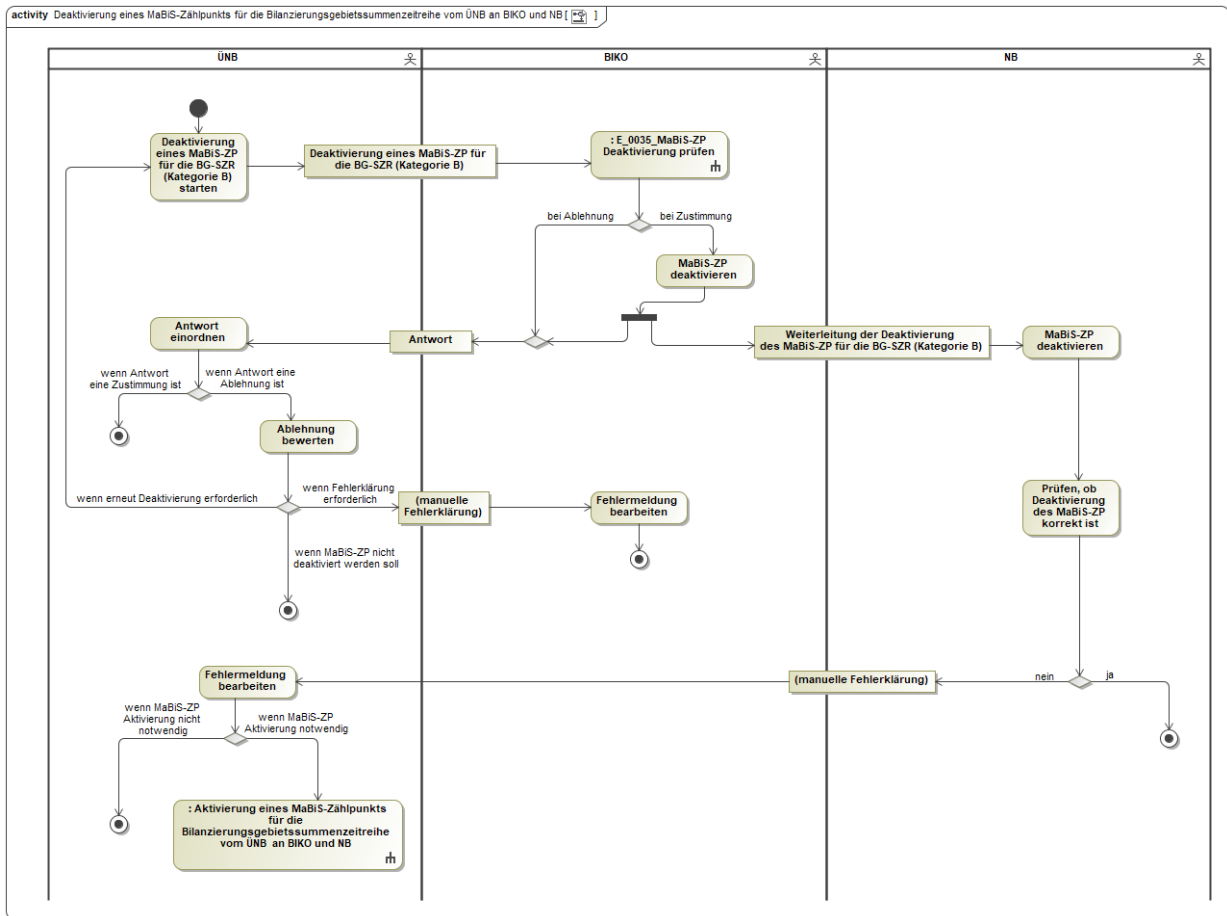 activity Deaktivierung eines MaBiS-Zählpunkts für die Bilanzierungsgebietssummenzeitreihe vom ÜNB an BIKO und NB [ ]
ÜNB
BIKO
NB
Deaktivierung
eines MaBiS-ZP
für die BG-SZR
(Kategorie B)
starten
Deaktivierung eines MaBiS-ZP für
die BG-SZR (Kategorie B)
: E_0035_MaBiS-ZP
Deaktivierung prüfen
bei Ablehnung
bei Zustimmung
MaBiS-ZP
deaktivieren
Antwort
einordnen
Antwort
Weiterleitung der Deaktivierung
des MaBiS-ZP für die BG-SZR (Kategorie B)
MaBiS-ZP
deaktivieren
wenn Antwort
eine Zustimmung ist
wenn Antwort eine
Ablehnung ist
Ablehnung
bewerten
wenn erneut Deaktivierung erforderlich
wenn Fehlerklärung
erforderlich
(manuelle
Fehlerklärung)
Fehlermeldung
bearbeiten
Prüfen, ob
Deaktivierung
des MaBiS-ZP
korrekt ist
wenn MaBiS-ZP nicht
deaktiviert werden soll
Fehlermeldung
bearbeiten
(manuelle Fehlerklärung)
nein
ja
wenn MaBiS-ZP
Aktivierung nicht
notwendig
wenn MaBiS-ZP
Aktivierung notwendig
: Aktivierung eines MaBiS-Zählpunkts
für die
Bilanzierungsgebietssummenzeitreihe
vom ÜNB an BIKO und NB